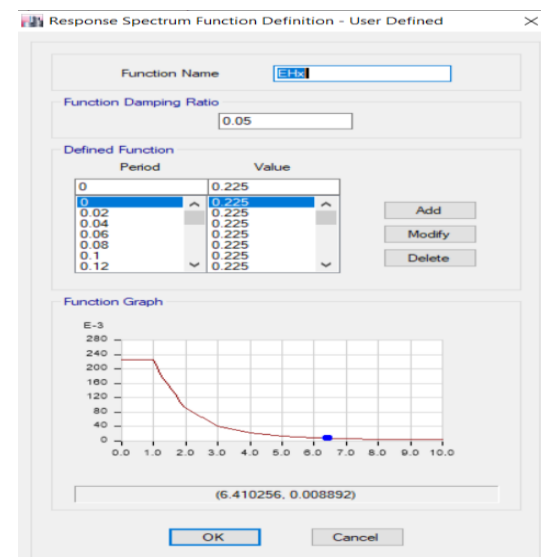 Response Spectrum Function Definition - User Defined
Function Name
EHx
Function Damping Ratio
0.05
Defined Function
Period Value
0 0.225
0 0.225
0.02 0.225
0.04 0.225
0.06 0.225
0.08 0.225
0.1 0.225
0.12 0.225
Add
Modify
Delete
Function Graph
E-3
280
240
200
160
120
80
40
0
0.0 1.0 2.0 3.0 4.0 5.0 6.0 7.0 8.0 9.0 10.0
(6.410256, 0.008892)
OK Cancel